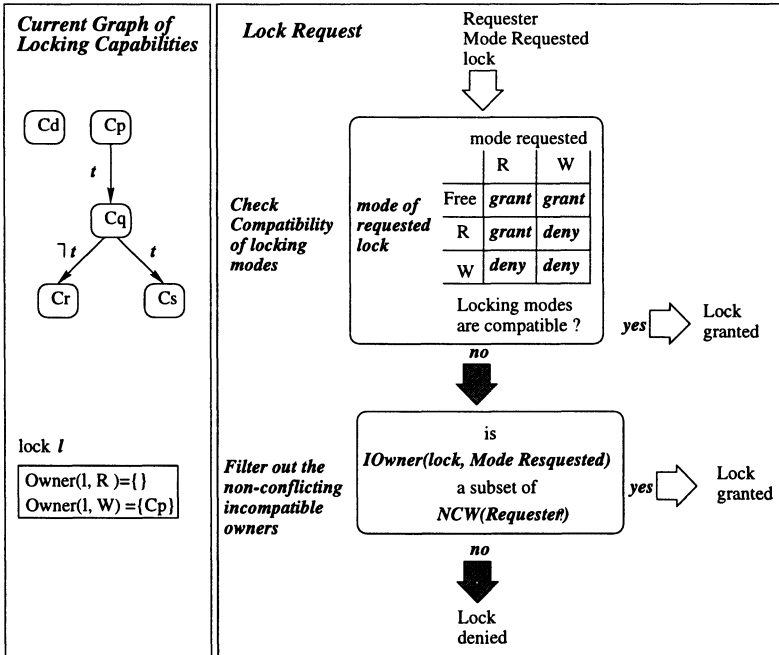 Current Graph of
Locking Capabilities
Cd
Cp
t
Cq
⌉ t
t
Cr
Cs
lock l
Owner(l, R )={}
Owner(l, W) ={Cp}
Lock Request
Requester
Mode Requested
lock
Check
Compatibility
of locking
modes
mode of
requested
lock
mode requested
R W
Free grant grant
R grant deny
W deny deny
Locking modes
are compatible ?
yes
Lock
granted
no
Filter out the
non-conflicting
incompatible
owners
is
IOwner(lock, Mode Resquested)
a subset of
NCW(Requester)
yes
Lock
granted
no
Lock
denied